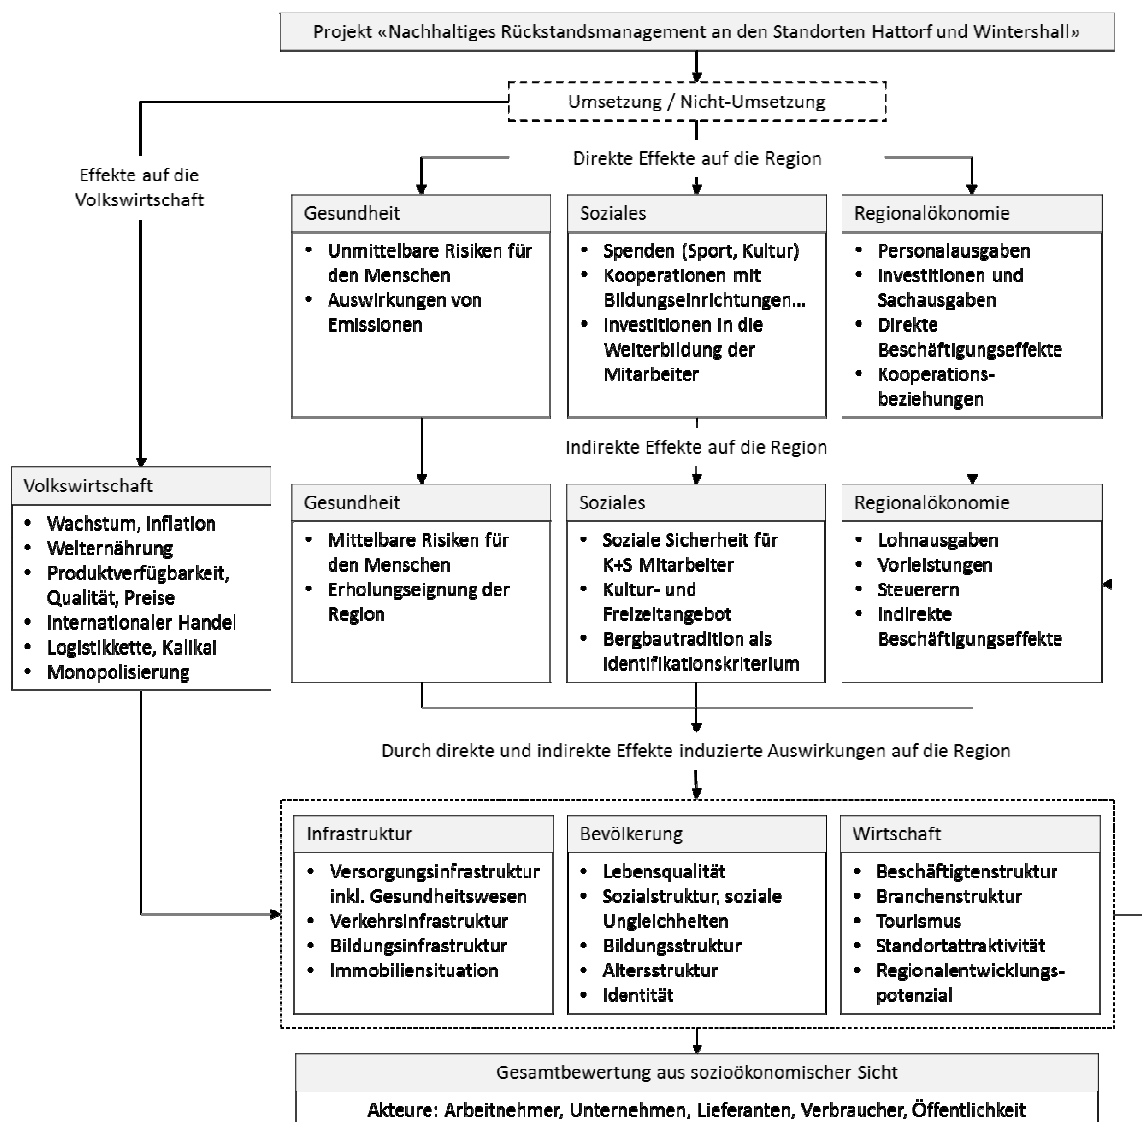 Projekt «Nachhaltiges Rückstandsmanagement an den Standorten Hattorf und Wintershall»
Umsetzung / Nicht-Umsetzung
Effekte auf die
Volkswirtschaft
Direkte Effekte auf die Region
Gesundheit
• Unmittelbare Risiken für
den Menschen
• Auswirkungen von
Emissionen
Soziales
• Spenden (Sport, Kultur)
• Kooperationen mit
Bildungseinrichtungen...
• Investitionen in die
Weiterbildung der
Mitarbeiter
Regionalökonomie
• Personalausgaben
• Investitionen und
Sachausgaben
• Direkte
Beschäftigungseffekte
• Kooperations-
beziehungen
Indirekte Effekte auf die Region
Volkswirtschaft
• Wachstum, Inflation
• Welternährung
• Produktverfügbarkeit,
Qualität, Preise
• Internationaler Handel
• Logistikkette, Kalikai
• Monopolisierung
Gesundheit
• Mittelbare Risiken für
den Menschen
• Erholungseignung der
Region
Soziales
• Soziale Sicherheit für
K+S Mitarbeiter
• Kultur- und
Freizeitangebot
• Bergbautradition als
Identifikationskriterium
Regionalökonomie
• Lohnausgaben
• Vorleistungen
• Steuerern
• Indirekte
Beschäftigungseffekte
Durch direkte und indirekte Effekte induzierte Auswirkungen auf die Region
Infrastruktur
• Versorgungsinfrastruktur
inkl. Gesundheitswesen
• Verkehrsinfrastruktur
• Bildungsinfrastruktur
• Immobiliensituation
Bevölkerung
• Lebensqualität
• Sozialstruktur, soziale
Ungleichheiten
• Bildungsstruktur
• Altersstruktur
• Identität
Wirtschaft
• Beschäftigtenstruktur
• Branchenstruktur
• Tourismus
• Standortattraktivität
• Regionalentwicklungs-
potenzial
Gesamtbewertung aus sozioökonomischer Sicht
Akteure: Arbeitnehmer, Unternehmen, Lieferanten, Verbraucher, Öffentlichkeit